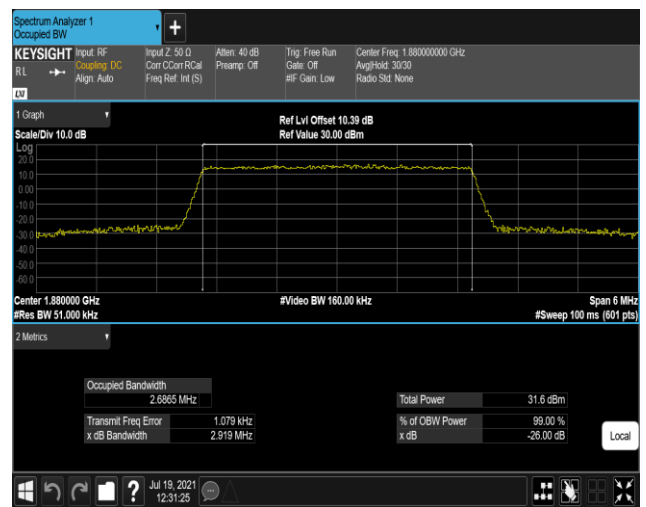 Spectrum Analyzer 1
Occupied BW
+
KEYSIGHT Input: RF Input Z: 50 Ω Atten: 40 dB Trig: Free Run Center Freq: 1.880000000 GHz
RL Coupling: DC Corr CCorr RCal Preamp: Off Gate: Off Avg|Hold: 30/30
Align: Auto Freq Ref: Int (S) #IF Gain: Low Radio Std: None
LXI
1 Graph
Ref Lvl Offset 10.39 dB
Scale/Div 10.0 dB Ref Value 30.00 dBm
Log
20.0
10.0
0.00
-10.0
-20.0
-30.0
-40.0
-50.0
-60.0
Center 1.880000 GHz #Video BW 160.00 kHz Span 6 MHz
#Res BW 51.000 kHz #Sweep 100 ms (601 pts)
2 Metrics
Occupied Bandwidth
2.6865 MHz Total Power 31.6 dBm
Transmit Freq Error 1.079 kHz % of OBW Power 99.00 %
x dB Bandwidth 2.919 MHz x dB -26.00 dB
Local
? Jul 19, 2021
12:31:25